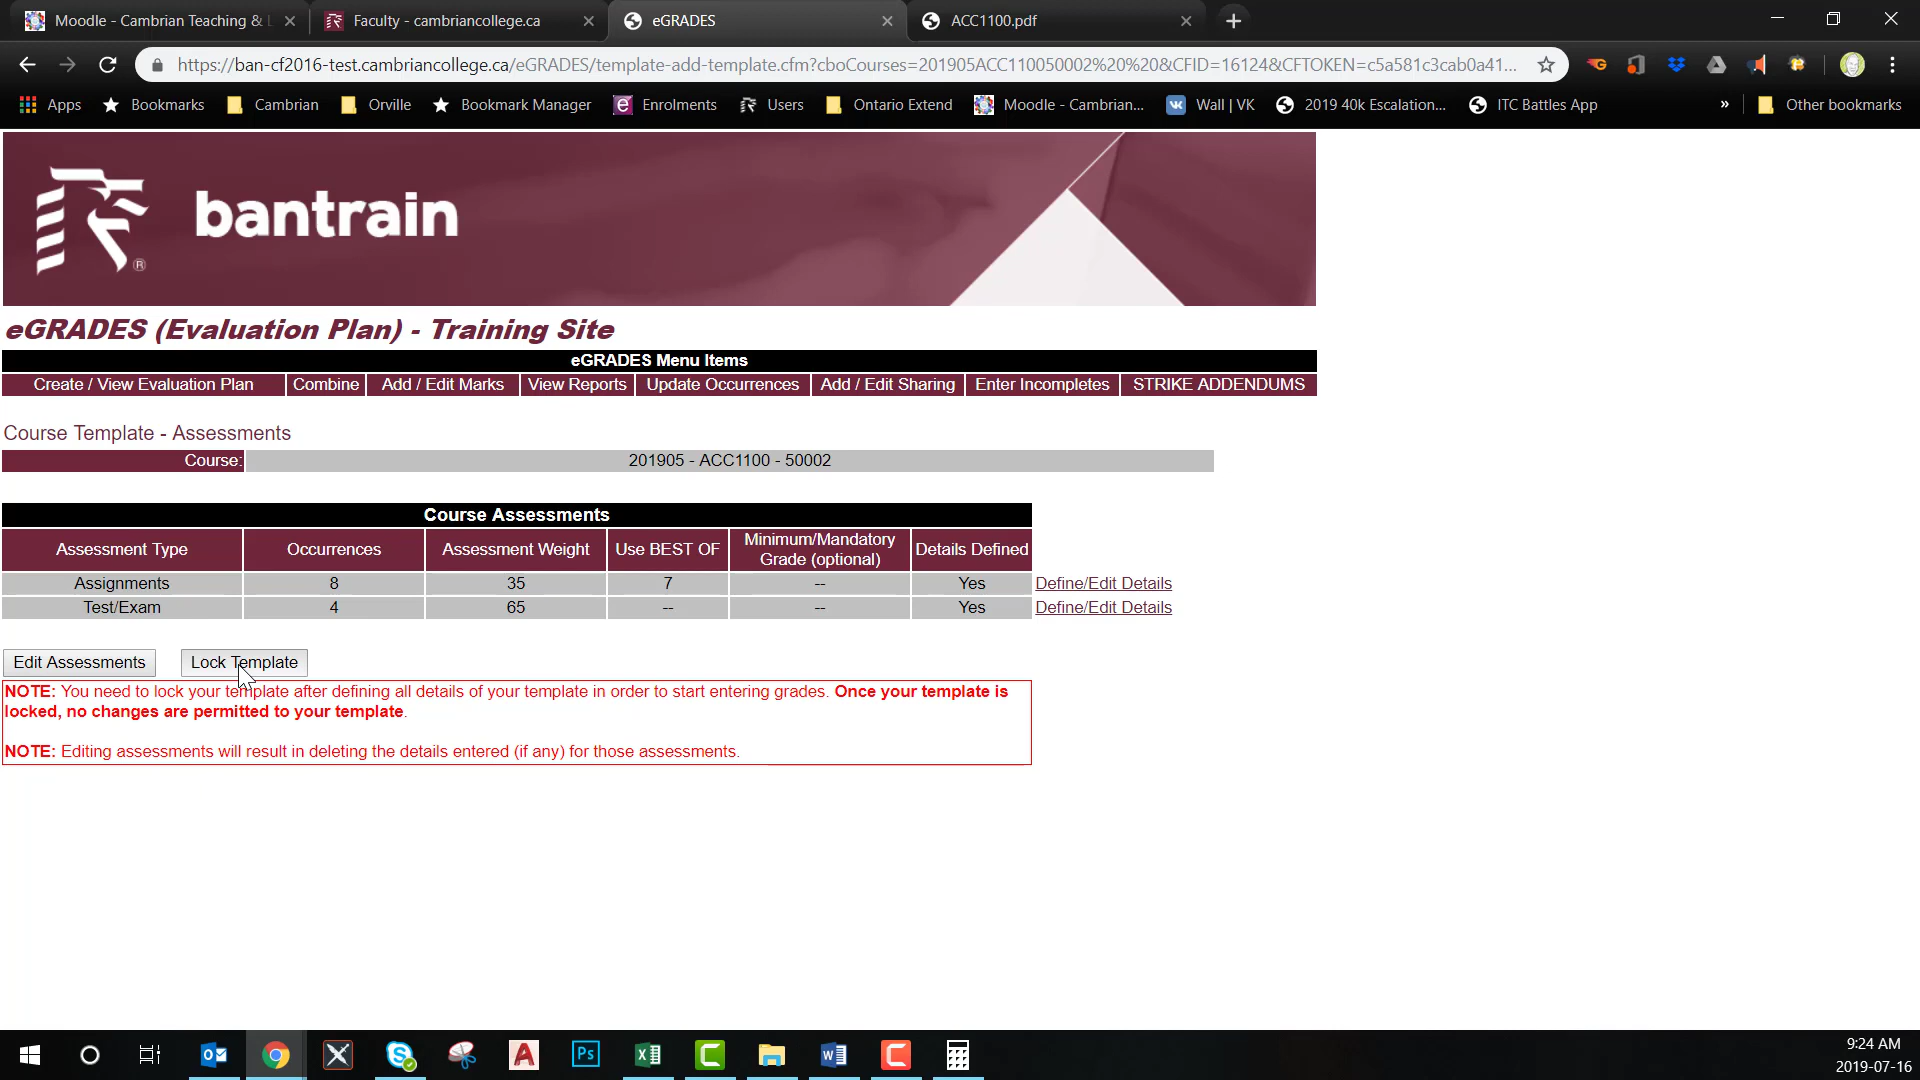 Moodle - Cambrian Teaching & L
Faculty - cambriancollege.ca
eGRADES
ACC1100.pdf
https://ban-cf2016-test.cambriancollege.ca/eGRADES/template-add-template.cfm?cboCourses=201905ACC110050002%20%20&CFID=16124&CFTOKEN=c5a581c3cab0a41...
Apps
Bookmarks
Cambrian
Orville
Bookmark Manager
Enrolments
Users
Ontario Extend
Moodle - Cambrian...
Wall | VK
2019 40k Escalation...
ITC Battles App
»
Other bookmarks
bantrain
®
eGRADES (Evaluation Plan) - Training Site
eGRADES Menu Items
Create / View Evaluation Plan
Combine
Add / Edit Marks
View Reports
Update Occurrences
Add / Edit Sharing
Enter Incompletes
STRIKE ADDENDUMS
Course Template - Assessments
Course: 201905 - ACC1100 - 50002
Course Assessments
Assessment Type Occurrences Assessment Weight Use BEST OF Minimum/Mandatory Grade (optional) Details Defined
Assignments 8 35 7 -- Yes Define/Edit Details
Test/Exam 4 65 -- -- Yes Define/Edit Details
Edit Assessments
Lock Template
NOTE: You need to lock your template after defining all details of your template in order to start entering grades. Once your template is
locked, no changes are permitted to your template.
NOTE: Editing assessments will result in deleting the details entered (if any) for those assessments.
9:24 AM
2019-07-16